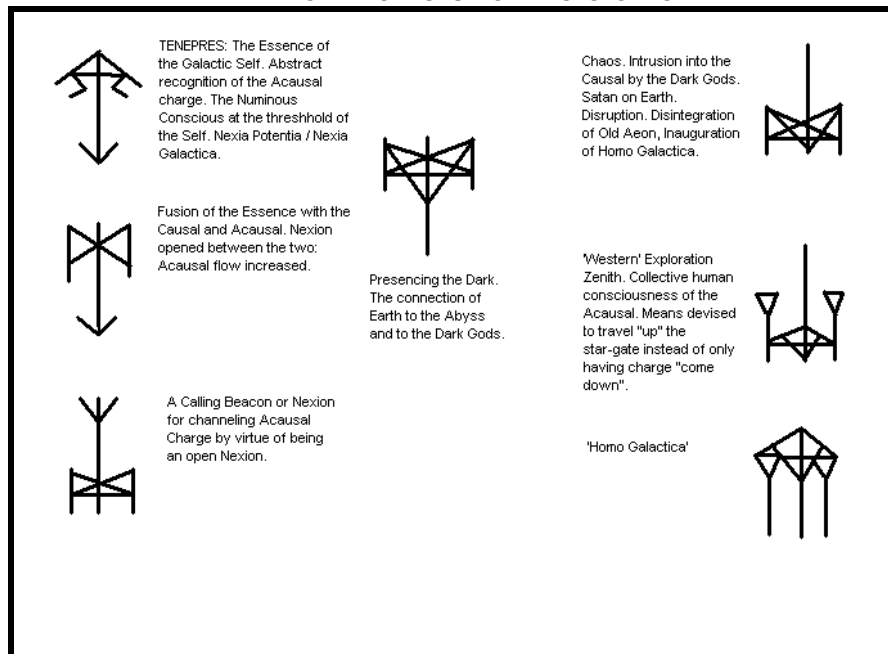 TENEPRES: The Essence of
the Galactic Self. Abstract
recognition of the Acausal
charge. The Numinous
Conscious at the threshhold of
the Self. Nexia Potentia / Nexia
Galactica.
Fusion of the Essence with the
Causal and Acausal. Nexion
opened between the two:
Acausal flow increased.
A Calling Beacon or Nexion
for channeling Acausal
Charge by virtue of being
an open Nexion.
Presencing the Dark.
The connection of
Earth to the Abyss
and to the Dark Gods.
Chaos. Intrusion into the
Causal by the Dark Gods.
Satan on Earth.
Disruption. Disintegration
of Old Aeon, Inauguration
of Homo Galactica.
'Western' Exploration
Zenith. Collective human
consciousness of the
Acausal. Means devised
to travel "up" the
star-gate instead of only
having charge "come
down".
'Homo Galactica'